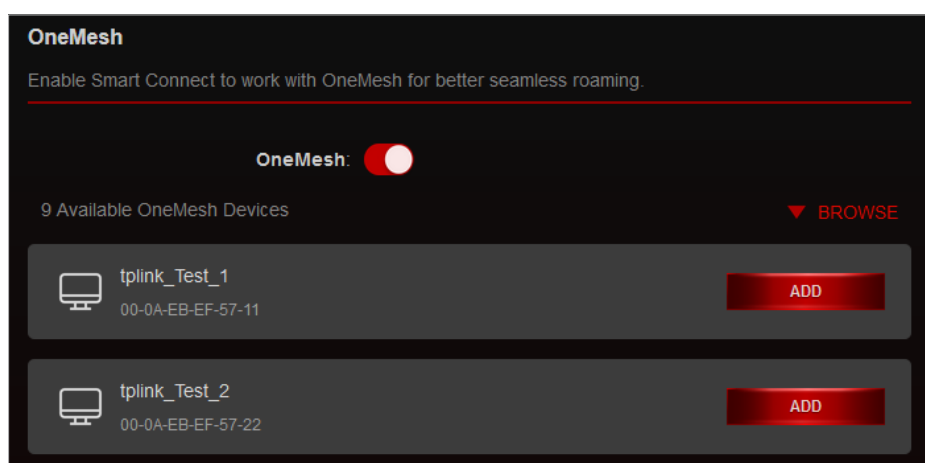 OneMesh
Enable Smart Connect to work with OneMesh for better seamless roaming.
OneMesh:
9 Available OneMesh Devices
BROWSE
tplink_Test_1
00-0A-EB-EF-57-11
ADD
tplink_Test_2
00-0A-EB-EF-57-22
ADD